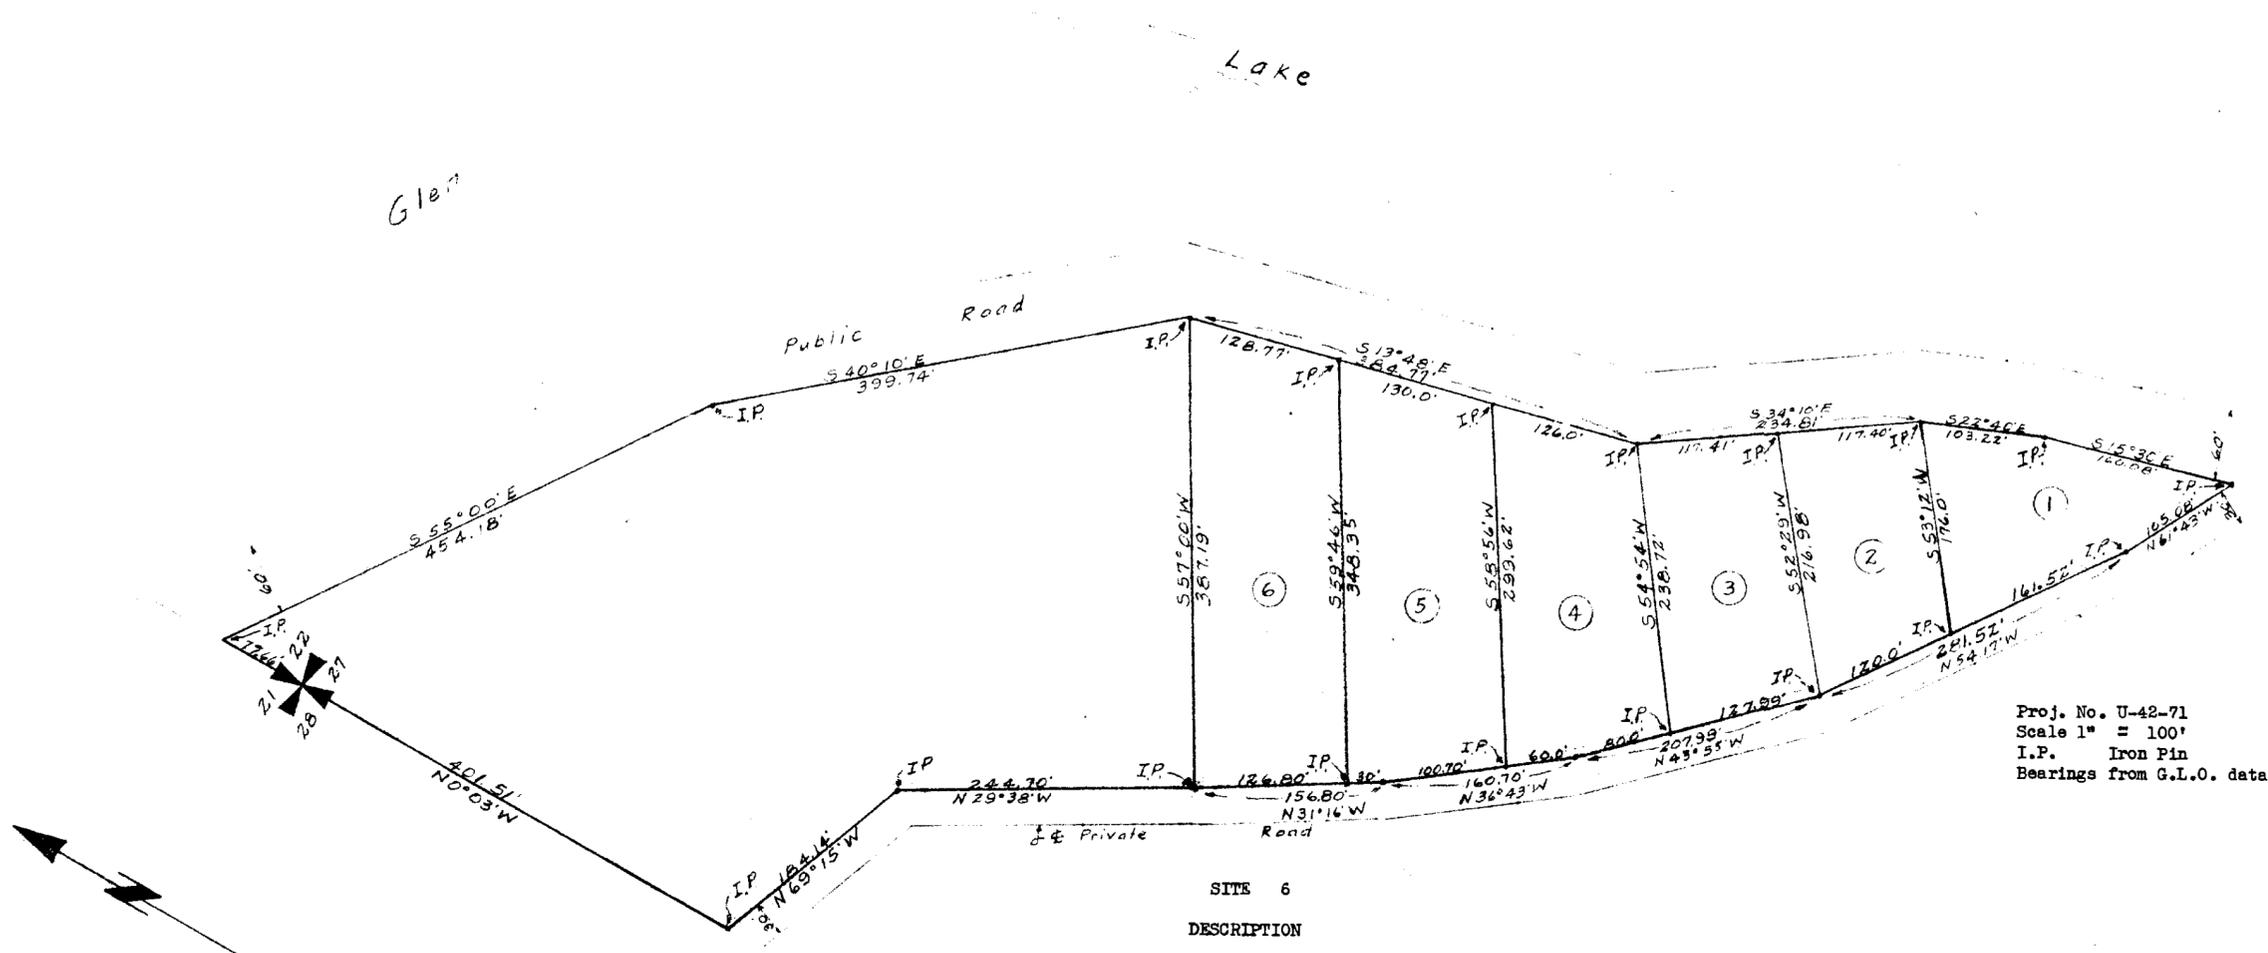 Lake
Glen
Public Road
S 40°10' E
399.74'
S 55°00' E
454.18'
60'
I.P.
I.P.
I.P.
128.77'
S 13°48' E
384.77'
I.P.
130.0'
I.P.
126.0'
I.P.
S 34°10' E
234.81'
117.41'
I.P.
117.40'
I.P.
S 22°40' E
103.22'
I.P.
S 15°30' E
160.08'
60'
I.P.
22
27
21
28
S 57°00' W
387.19'
6
S 59°46' W
348.35'
5
S 58°56' W
299.62'
4
S 54°54' W
238.72'
3
S 52°29' W
216.98'
2
S 53°12' W
176.0'
1
105.08'
N 61°43' W
I.P.
161.52'
I.P.
281.52'
N 54°17' W
120.0'
I.P.
127.99'
I.P.
207.99'
N 43°55' W
80.0'
60.0'
I.P.
160.70'
N 36°43' W
100.70'
30'
I.P.
126.80'
156.80'
N 31°16' W
I.P.
244.70'
N 29°38' W
I.P.
401.51'
N 0°03' W
184.14'
N 69°15' W
I.P.
30'
℄ Private Road
Proj. No. U-42-71
Scale 1" = 100'
I.P. Iron Pin
Bearings from G.L.O. data
SITE 6
DESCRIPTION